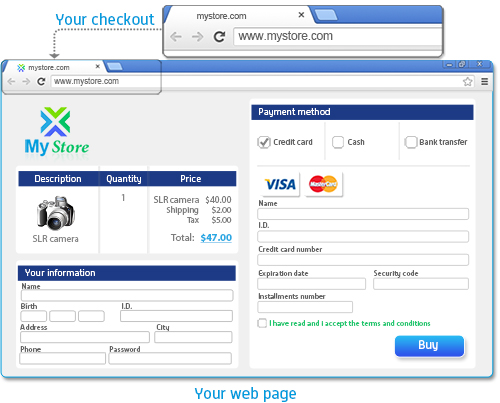 Your checkout
mystore.com ×
www.mystore.com
mystore.com ×
www.mystore.com
My Store
Description Quantity Price
SLR camera
1
SLR camera $40.00
Shipping $2.00
Tax $5.00
Total: $47.00
Your information
Name
Birth I.D.
Address City
Phone Password
Payment method
Credit card Cash Bank transfer
VISA MasterCard
Name
I.D.
Credit card number
Expiration date Security code
Installments number
I have read and I accept the terms and conditions
Buy
Your web page